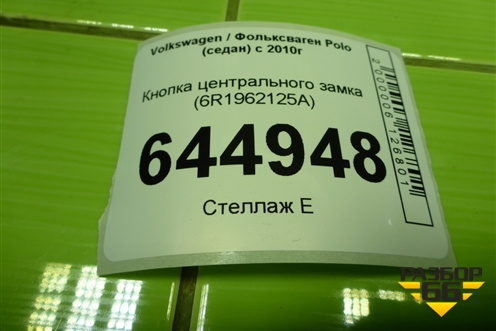 Volkswagen / Фольксваген Polo
(седан) с 2010г
Кнопка центрального замка
(6R1962125A)
644948
Стеллаж Е
2000006126801
РАЗБОР
66